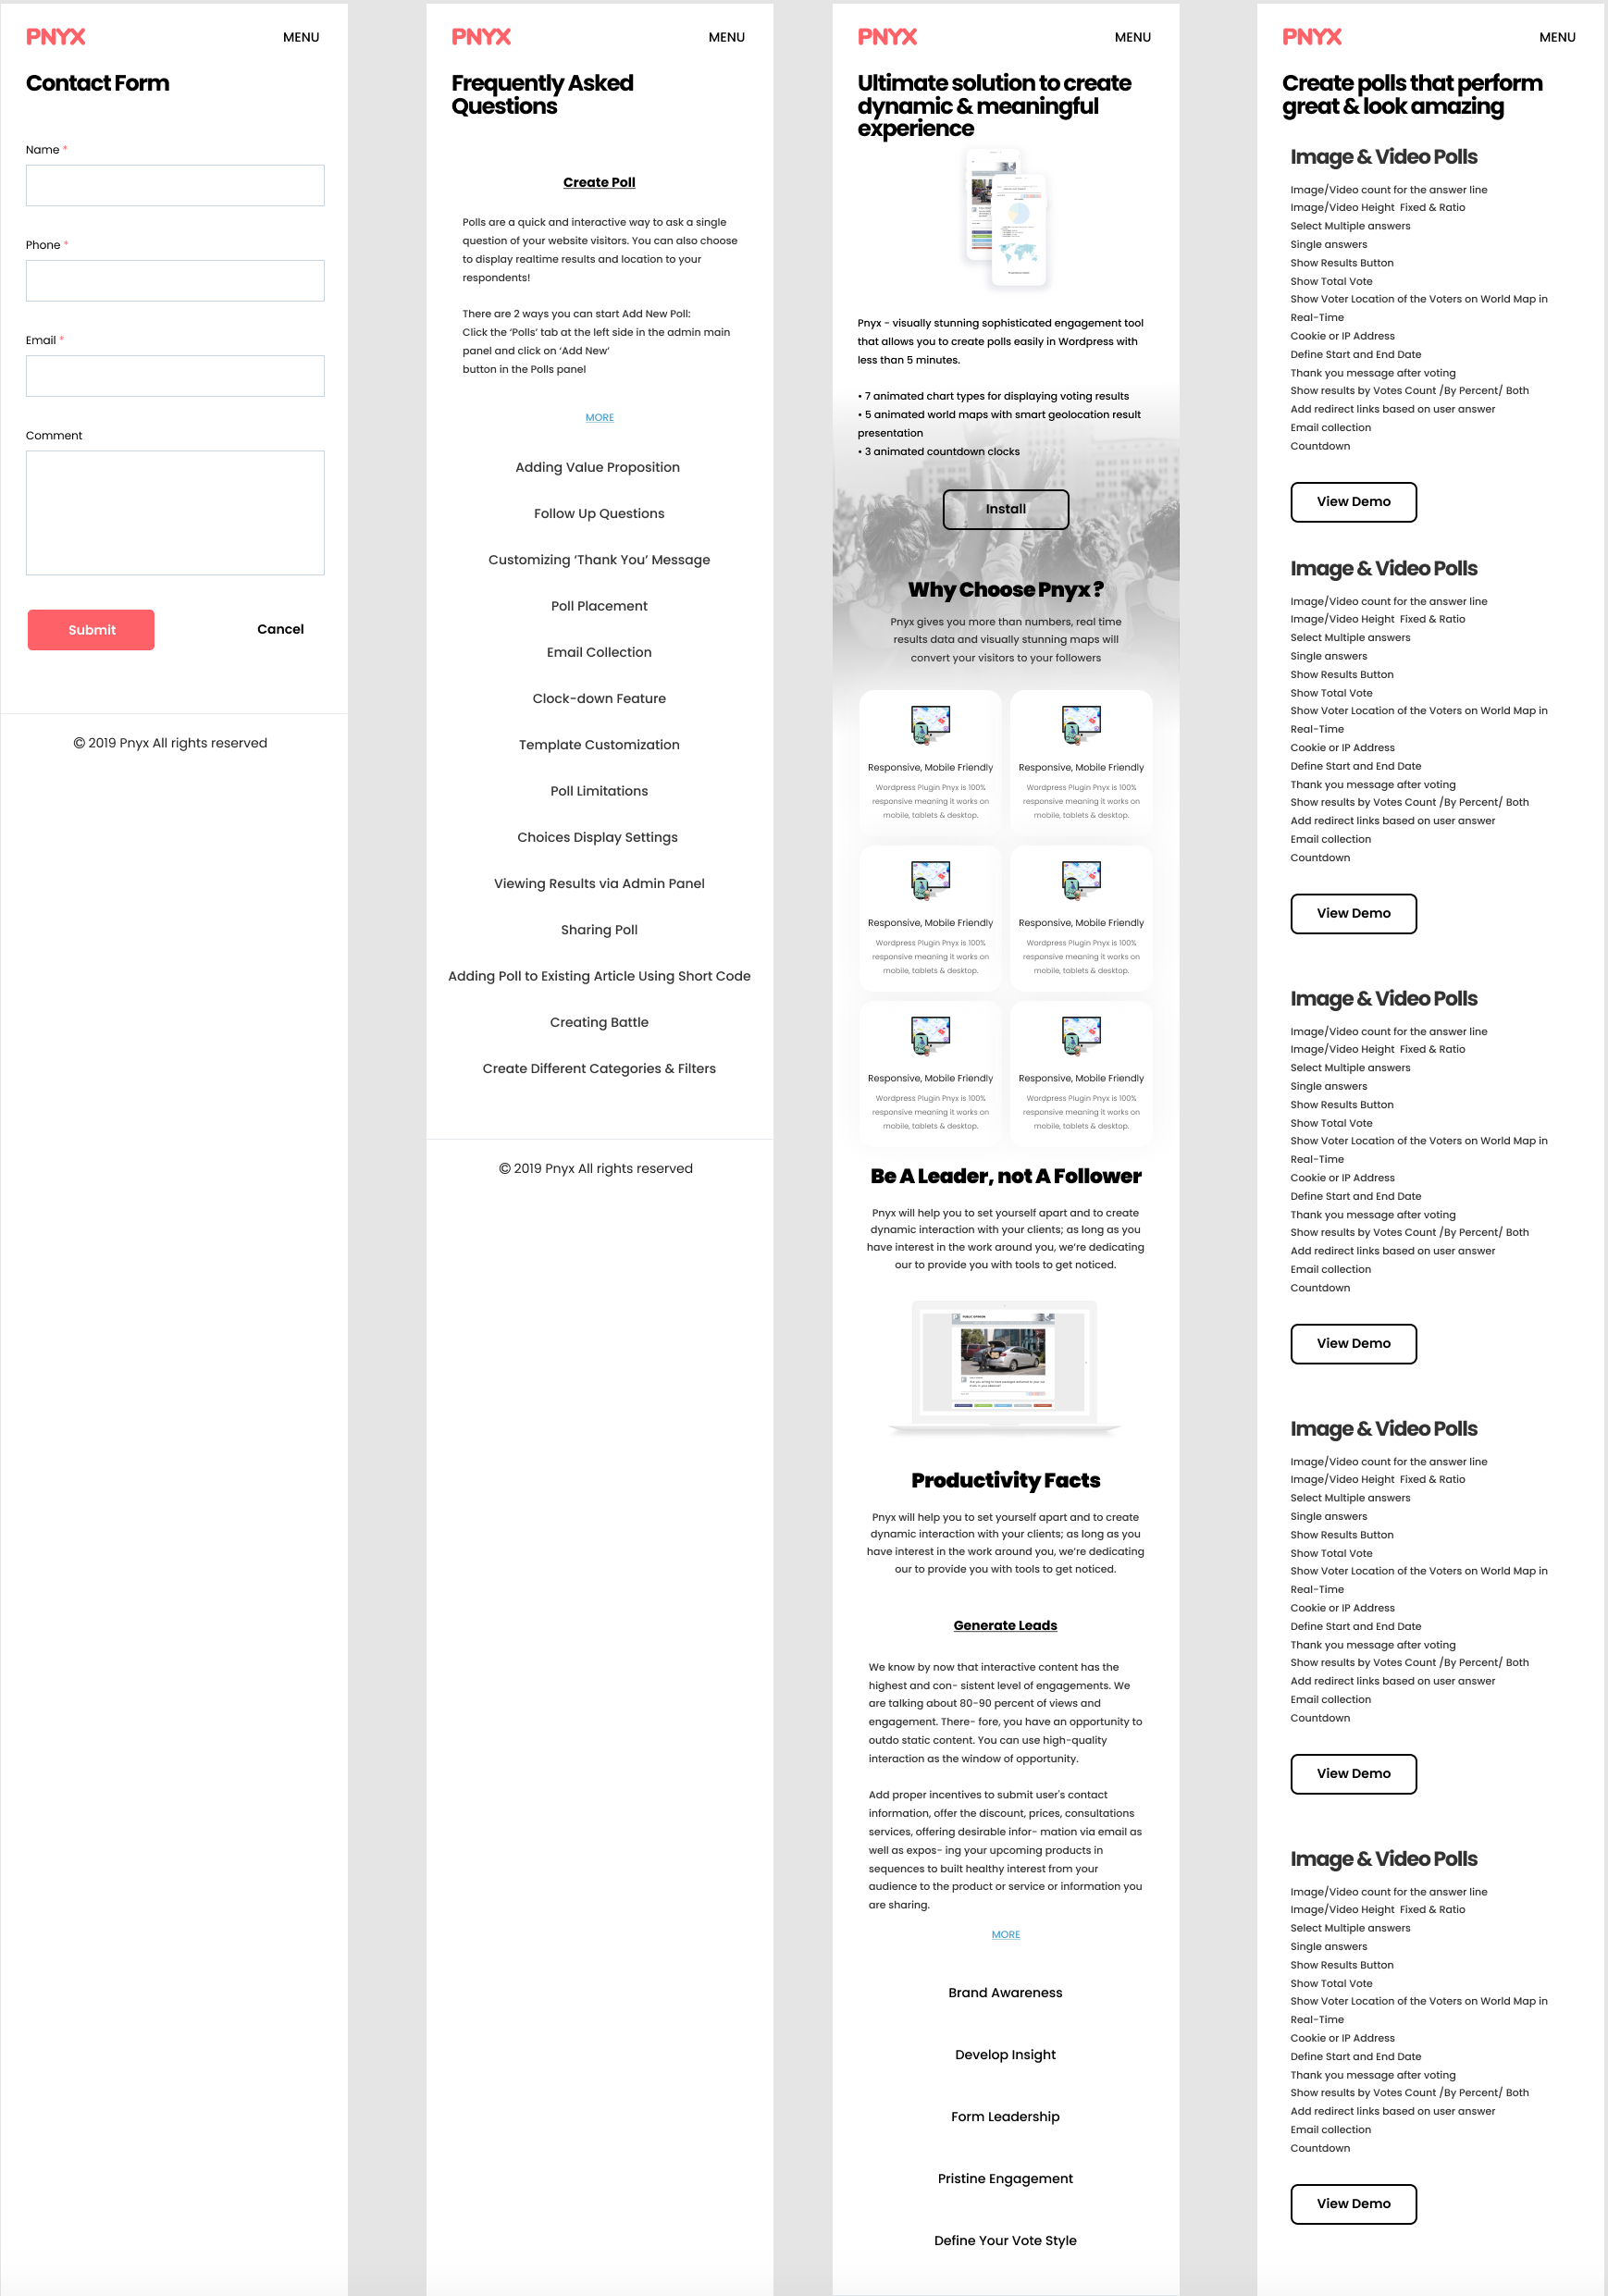 PNYX
MENU
Contact Form
Name *
Phone *
Email *
Comment
Submit
Cancel
© 2019 Pnyx All rights reserved
PNYX
MENU
Frequently Asked
Questions
Create Poll
Polls are a quick and interactive way to ask a single
question of your website visitors. You can also choose
to display realtime results and location to your
respondents!
There are 2 ways you can start Add New Poll:
Click the ‘Polls’ tab at the left side in the admin main
panel and click on ‘Add New’
button in the Polls panel
MORE
Adding Value Proposition
Follow Up Questions
Customizing ‘Thank You’ Message
Poll Placement
Email Collection
Clock-down Feature
Template Customization
Poll Limitations
Choices Display Settings
Viewing Results via Admin Panel
Sharing Poll
Adding Poll to Existing Article Using Short Code
Creating Battle
Create Different Categories & Filters
© 2019 Pnyx All rights reserved
PNYX
MENU
Ultimate solution to create
dynamic & meaningful
experience
Pnyx - visually stunning sophisticated engagement tool
that allows you to create polls easily in Wordpress with
less than 5 minutes.
• 7 animated chart types for displaying voting results
• 5 animated world maps with smart geolocation result
presentation
• 3 animated countdown clocks
Install
Why Choose Pnyx ?
Pnyx gives you more than numbers, real time
results data and visually stunning maps will
convert your visitors to your followers
Responsive, Mobile Friendly
Wordpress Plugin Pnyx is 100%
responsive meaning it works on
mobile, tablets & desktop.
Responsive, Mobile Friendly
Wordpress Plugin Pnyx is 100%
responsive meaning it works on
mobile, tablets & desktop.
Responsive, Mobile Friendly
Wordpress Plugin Pnyx is 100%
responsive meaning it works on
mobile, tablets & desktop.
Responsive, Mobile Friendly
Wordpress Plugin Pnyx is 100%
responsive meaning it works on
mobile, tablets & desktop.
Responsive, Mobile Friendly
Wordpress Plugin Pnyx is 100%
responsive meaning it works on
mobile, tablets & desktop.
Responsive, Mobile Friendly
Wordpress Plugin Pnyx is 100%
responsive meaning it works on
mobile, tablets & desktop.
Be A Leader, not A Follower
Pnyx will help you to set yourself apart and to create
dynamic interaction with your clients; as long as you
have interest in the work around you, we’re dedicating
our to provide you with tools to get noticed.
Productivity Facts
Pnyx will help you to set yourself apart and to create
dynamic interaction with your clients; as long as you
have interest in the work around you, we’re dedicating
our to provide you with tools to get noticed.
Generate Leads
We know by now that interactive content has the
highest and con- sistent level of engagements. We
are talking about 80-90 percent of views and
engagement. There- fore, you have an opportunity to
outdo static content. You can use high-quality
interaction as the window of opportunity.
Add proper incentives to submit user's contact
information, offer the discount, prices, consultations
services, offering desirable infor- mation via email as
well as expos- ing your upcoming products in
sequences to built healthy interest from your
audience to the product or service or information you
are sharing.
MORE
Brand Awareness
Develop Insight
Form Leadership
Pristine Engagement
Define Your Vote Style
PNYX
MENU
Create polls that perform
great & look amazing
Image & Video Polls
Image/Video count for the answer line
Image/Video Height  Fixed & Ratio
Select Multiple answers
Single answers
Show Results Button
Show Total Vote
Show Voter Location of the Voters on World Map in
Real-Time
Cookie or IP Address
Define Start and End Date
Thank you message after voting
Show results by Votes Count /By Percent/ Both
Add redirect links based on user answer
Email collection
Countdown
View Demo
Image & Video Polls
Image/Video count for the answer line
Image/Video Height  Fixed & Ratio
Select Multiple answers
Single answers
Show Results Button
Show Total Vote
Show Voter Location of the Voters on World Map in
Real-Time
Cookie or IP Address
Define Start and End Date
Thank you message after voting
Show results by Votes Count /By Percent/ Both
Add redirect links based on user answer
Email collection
Countdown
View Demo
Image & Video Polls
Image/Video count for the answer line
Image/Video Height  Fixed & Ratio
Select Multiple answers
Single answers
Show Results Button
Show Total Vote
Show Voter Location of the Voters on World Map in
Real-Time
Cookie or IP Address
Define Start and End Date
Thank you message after voting
Show results by Votes Count /By Percent/ Both
Add redirect links based on user answer
Email collection
Countdown
View Demo
Image & Video Polls
Image/Video count for the answer line
Image/Video Height  Fixed & Ratio
Select Multiple answers
Single answers
Show Results Button
Show Total Vote
Show Voter Location of the Voters on World Map in
Real-Time
Cookie or IP Address
Define Start and End Date
Thank you message after voting
Show results by Votes Count /By Percent/ Both
Add redirect links based on user answer
Email collection
Countdown
View Demo
Image & Video Polls
Image/Video count for the answer line
Image/Video Height  Fixed & Ratio
Select Multiple answers
Single answers
Show Results Button
Show Total Vote
Show Voter Location of the Voters on World Map in
Real-Time
Cookie or IP Address
Define Start and End Date
Thank you message after voting
Show results by Votes Count /By Percent/ Both
Add redirect links based on user answer
Email collection
Countdown
View Demo